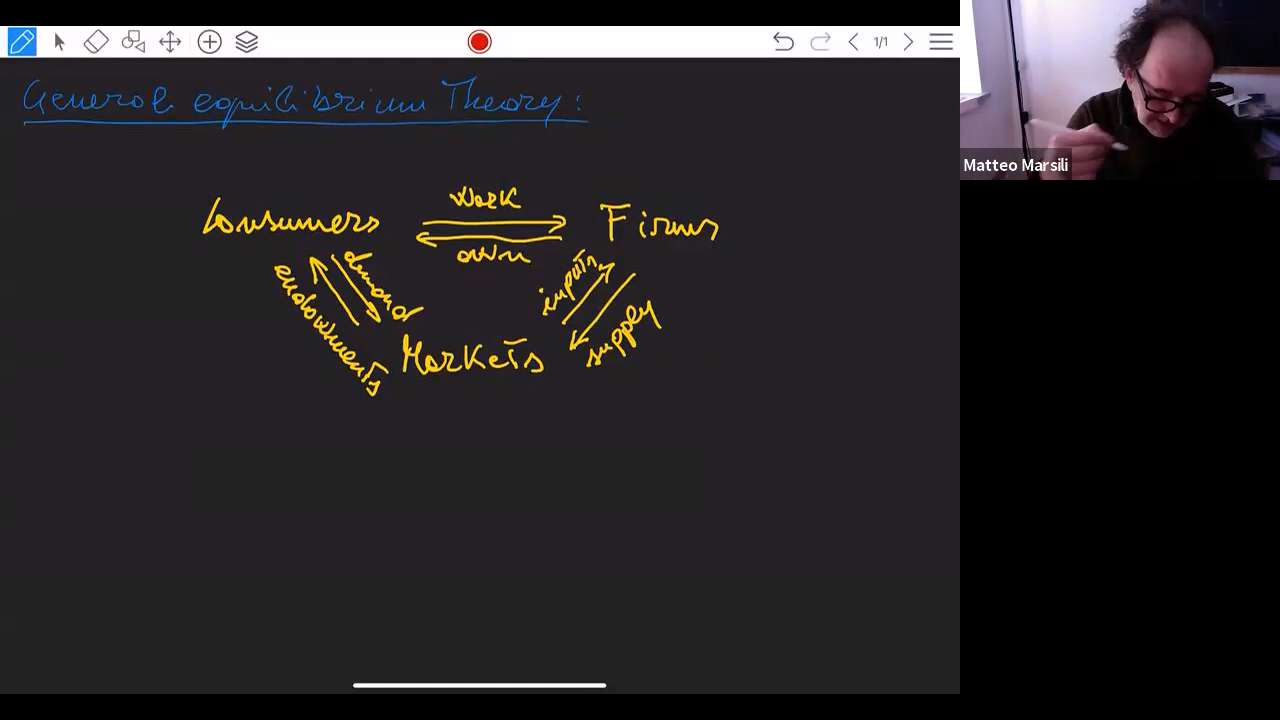 1/1
General equilibrium Theory:
Matteo Marsili
work
Consumers
Firms
own
demand
inputs
endowments
supply
Markets